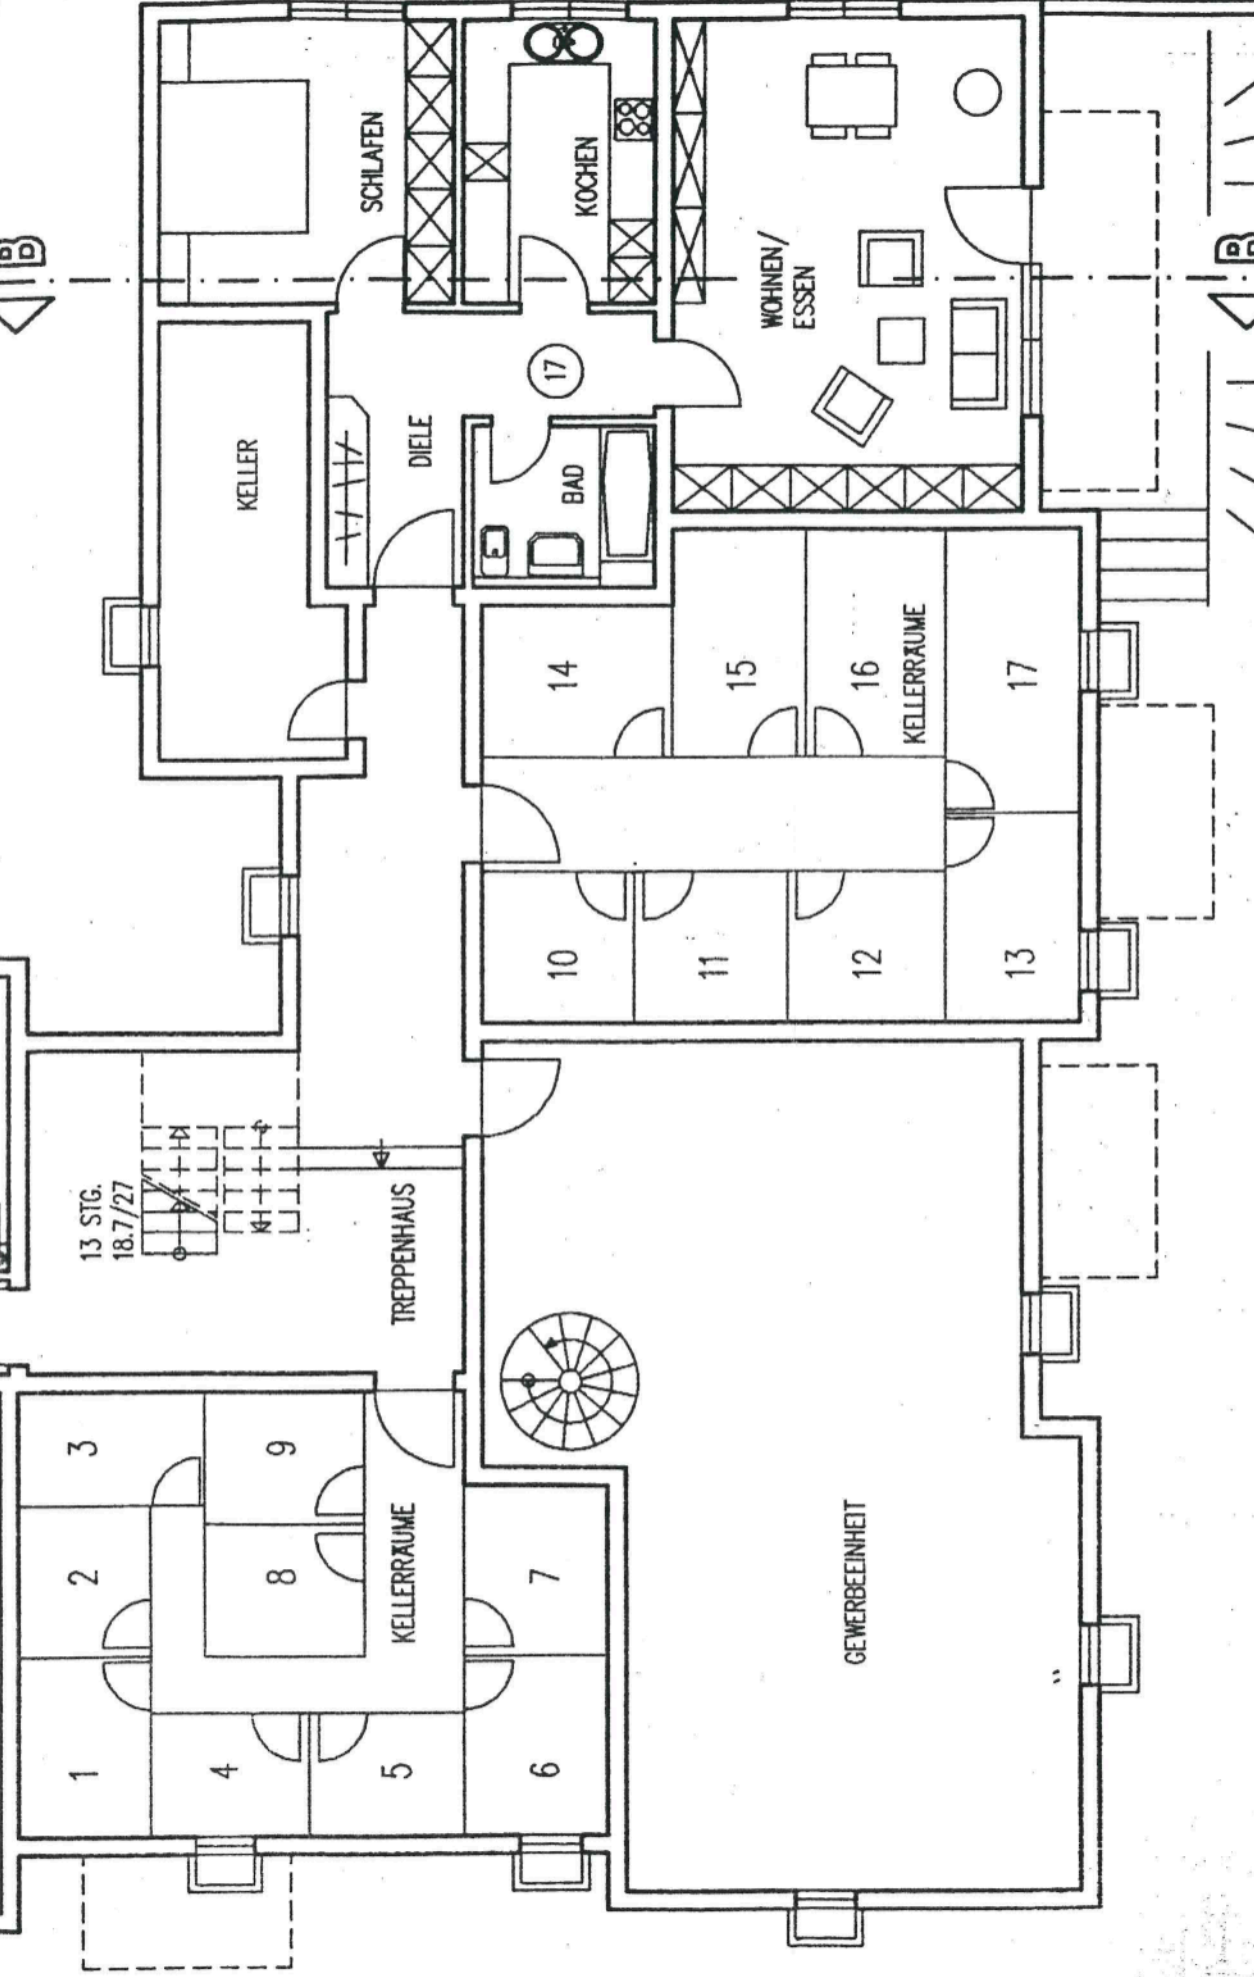 B
SCHLAFEN
KOCHEN
WOHNEN/
ESSEN
B
KELLER
DIELE
17
BAD
14
15
16
KELLERRÄUME
17
10
11
12
13
13 STG.
18.7/27
TREPPENHAUS
3
9
2
8
KELLERRÄUME
7
1
4
5
6
GEWERBEEINHEIT